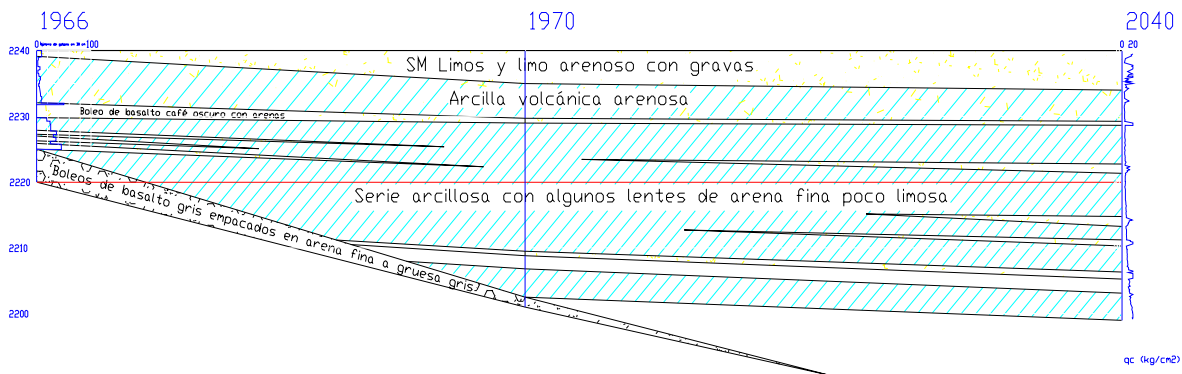 1966
1970
2040
0
100
0 20
2240
2230
2220
2210
2200
SM Limos y limo arenoso con gravas
Arcilla volcánica arenosa
Boleo de basalto café oscuro con arenas
Serie arcillosa con algunos lentes de arena fina poco limosa
Boleos de basalto gris empacados en arena fina a gruesa gris
qc (kg/cm2)